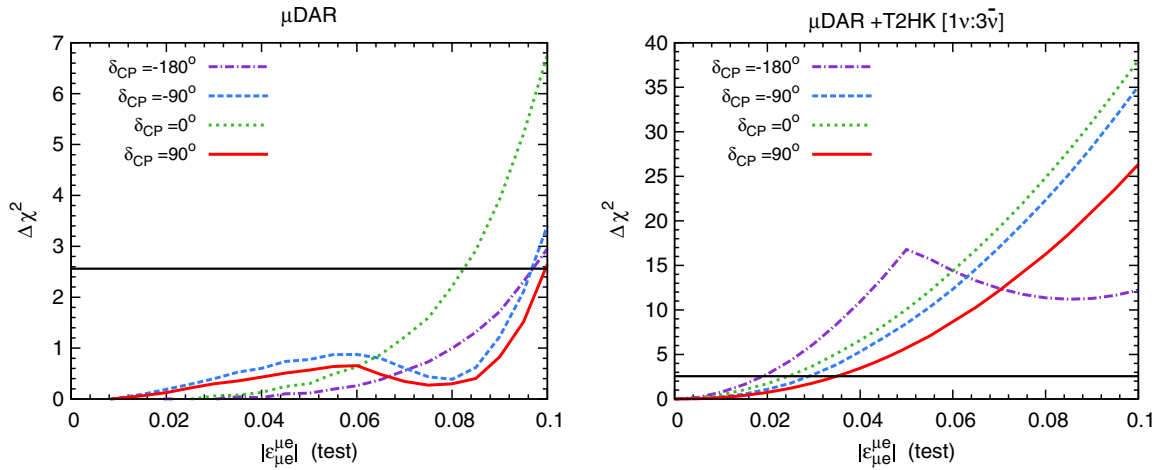 μDAR
δCP =-180°
δCP =-90°
δCP =0°
δCP =90°
Δχ²
7
6
5
4
3
2
1
0
0 0.02 0.04 0.06 0.08 0.1
|ε^μe_μe| (test)
μDAR +T2HK [1ν:3ν̄]
δCP =-180°
δCP =-90°
δCP =0°
δCP =90°
Δχ²
40
35
30
25
20
15
10
5
0
0 0.02 0.04 0.06 0.08 0.1
|ε^μe_μe| (test)